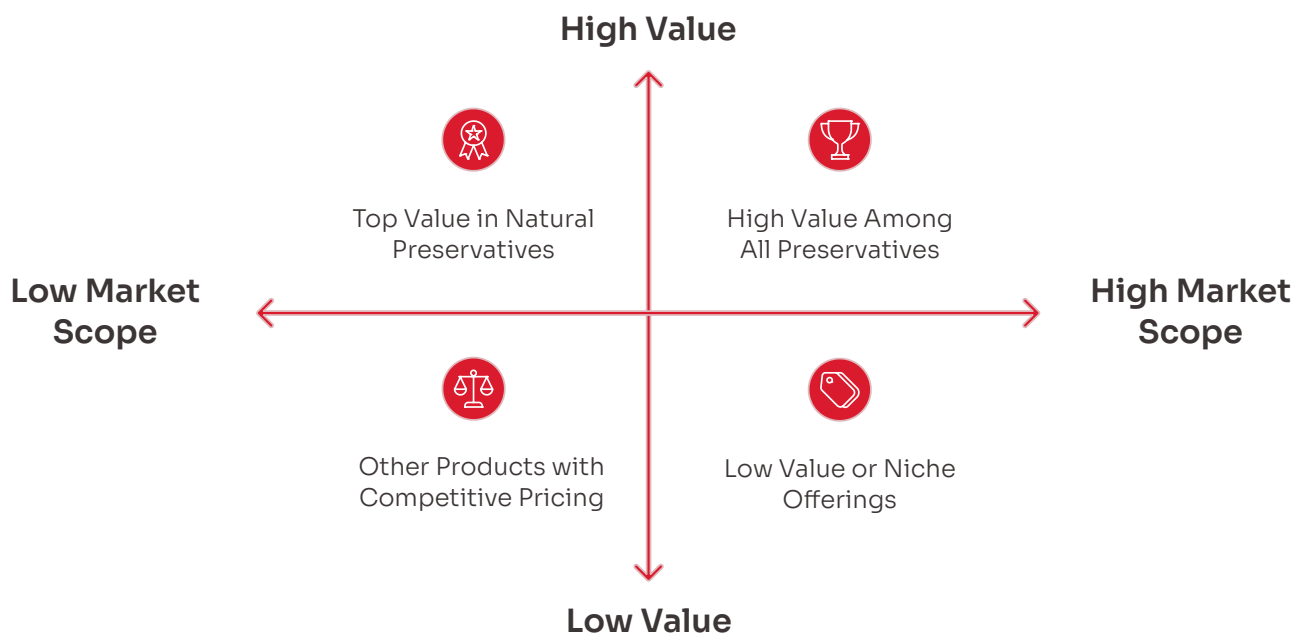 High Value
Top Value in Natural
Preservatives
High Value Among
All Preservatives
Low Market
Scope
High Market
Scope
Other Products with
Competitive Pricing
Low Value or Niche
Offerings
Low Value